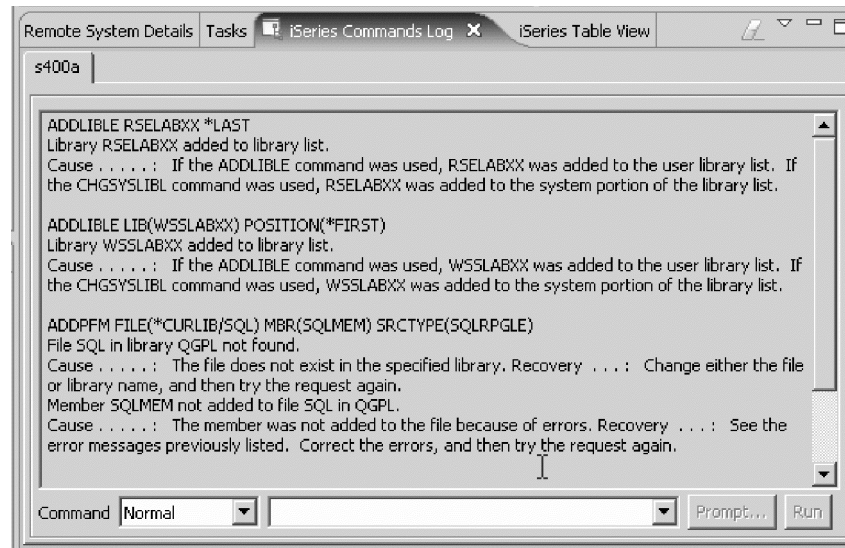 Remote System Details Tasks iSeries Commands Log iSeries Table View
s400a
ADDLIBLE RSELABXX *LAST
Library RSELABXX added to library list.
Cause . . . . . :   If the ADDLIBLE command was used, RSELABXX was added to the user library list.  If
the CHGSYSLIBL command was used, RSELABXX was added to the system portion of the library list.
ADDLIBLE LIB(WSSLABXX) POSITION(*FIRST)
Library WSSLABXX added to library list.
Cause . . . . . :   If the ADDLIBLE command was used, WSSLABXX was added to the user library list.  If
the CHGSYSLIBL command was used, WSSLABXX was added to the system portion of the library list.
ADDPFM FILE(*CURLIB/SQL) MBR(SQLMEM) SRCTYPE(SQLRPGLE)
File SQL in library QGPL not found.
Cause . . . . . :   The file does not exist in the specified library. Recovery  . . . :   Change either the file
or library name, and then try the request again.
Member SQLMEM not added to file SQL in QGPL.
Cause . . . . . :   The member was not added to the file because of errors. Recovery  . . . :   See the
error messages previously listed.  Correct the errors, and then try the request again.
Command Normal Prompt... Run